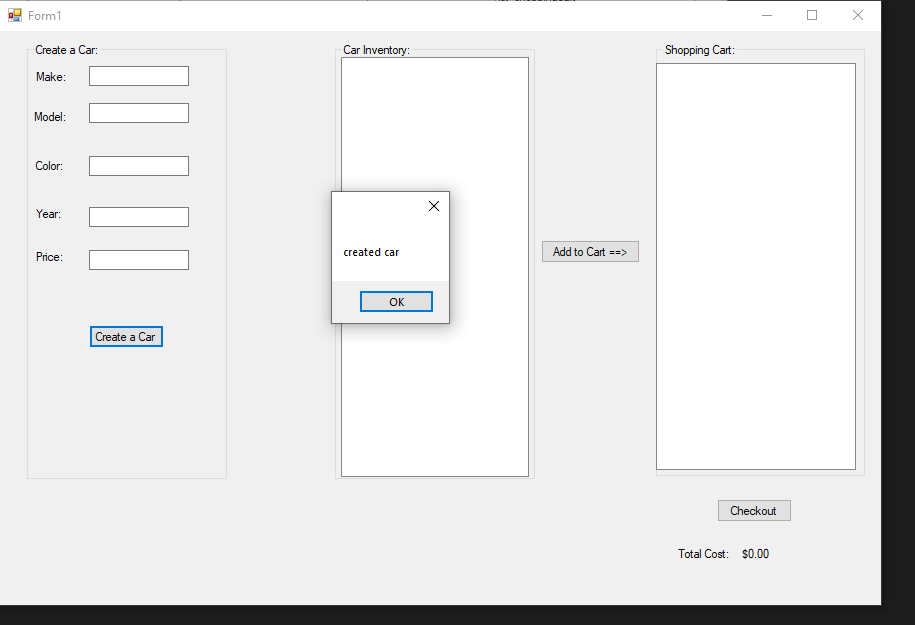 Form1
Create a Car:
Make:
Model:
Color:
Year:
Price:
Create a Car
Car Inventory:
created car
OK
Add to Cart ==>
Shopping Cart:
Checkout
Total Cost: $0.00